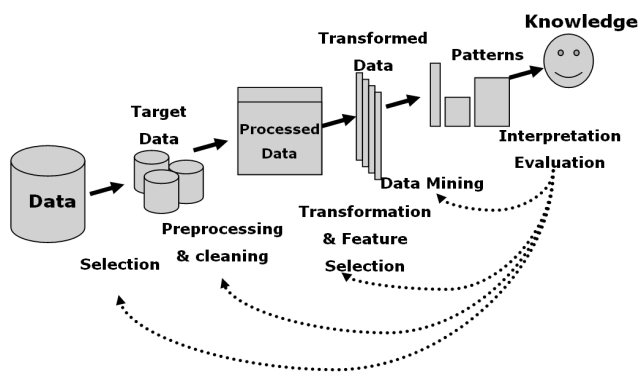 Knowledge
Transformed
Data
Patterns
Target
Data
Processed
Data
Interpretation
Evaluation
Data
Data Mining
Transformation
& Feature
Selection
Preprocessing
& cleaning
Selection